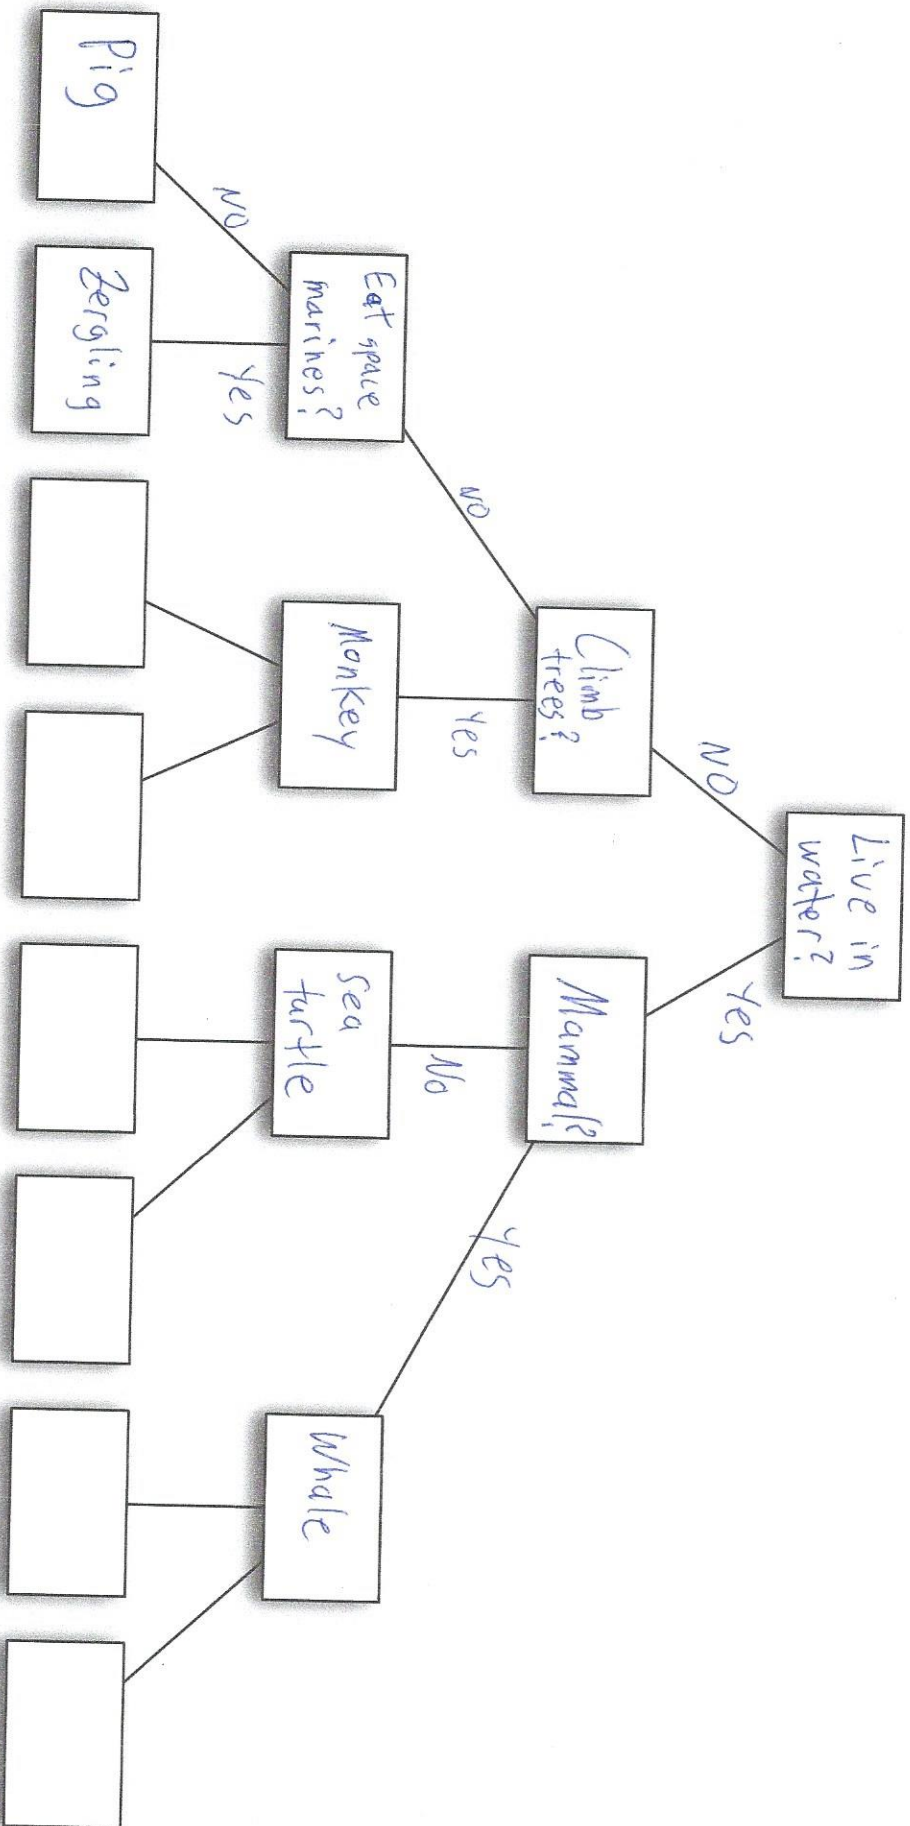 Live in
water?
NO
Yes
Climb
trees?
Mammal?
NO
Yes
No
Yes
Eat space
marines?
Monkey
Sea
turtle
Whale
NO
Yes
Pig
Zergling